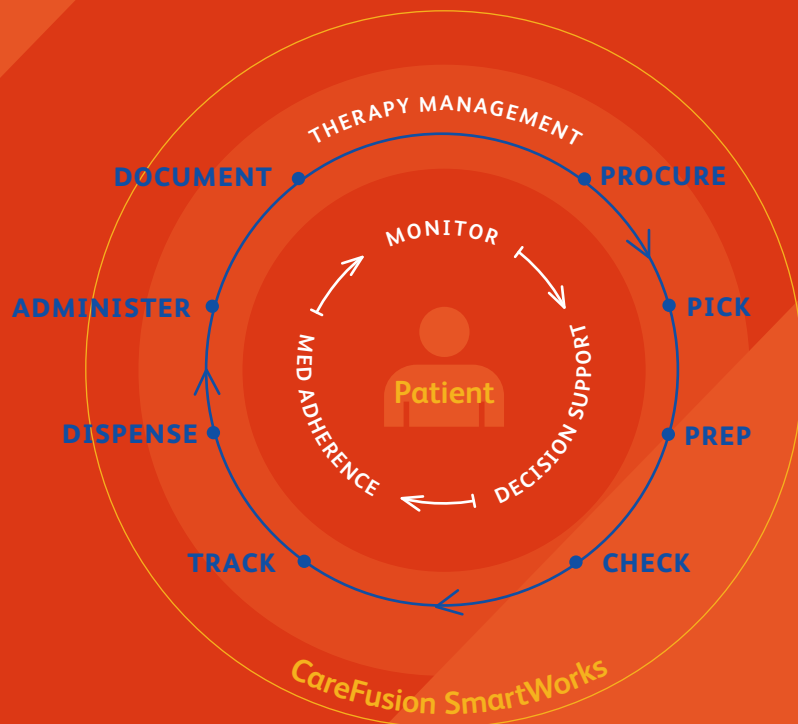 THERAPY MANAGEMENT
DOCUMENT
PROCURE
MONITOR
ADMINISTER
PICK
MED ADHERENCE
DECISION SUPPORT
Patient
DISPENSE
PREP
TRACK
CHECK
CareFusion SmartWorks